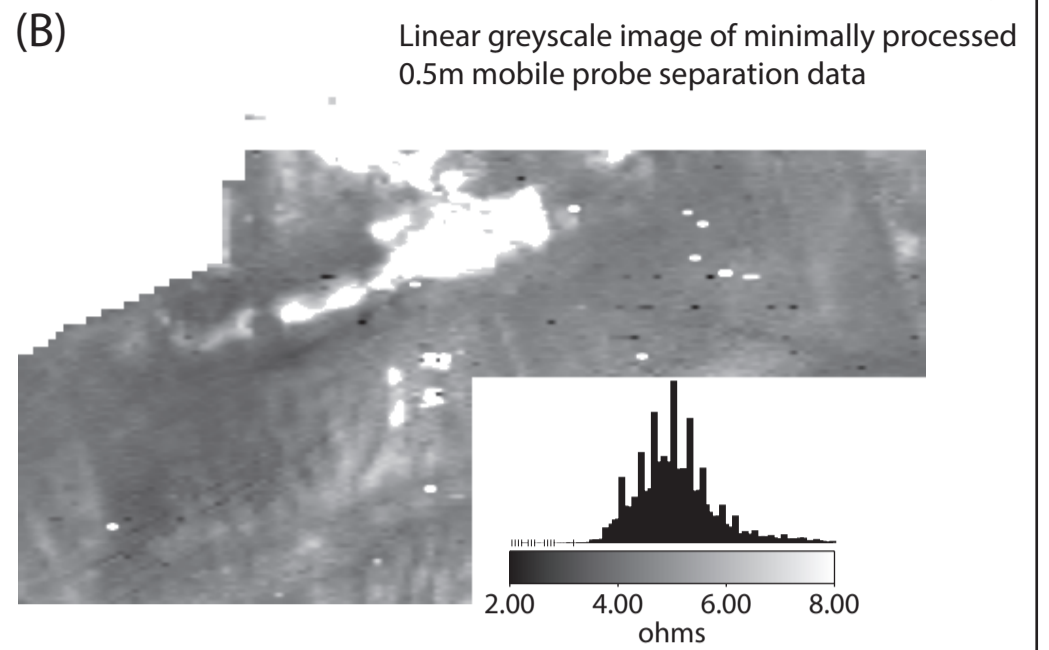 (B)
Linear greyscale image of minimally processed
0.5m mobile probe separation data
2.00 4.00 6.00 8.00
ohms